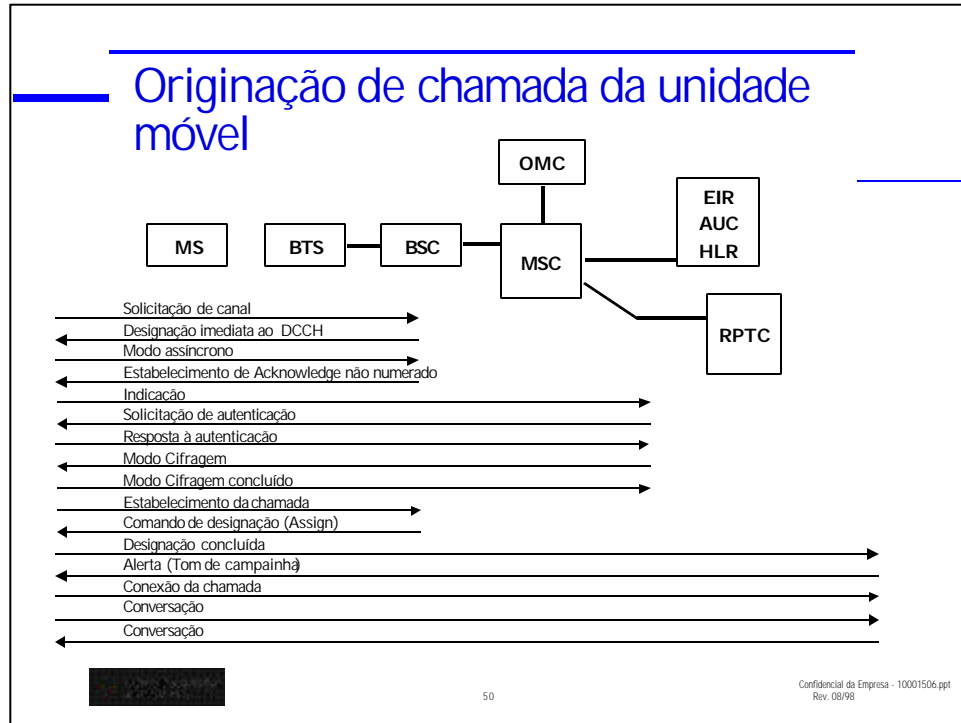 Originação de chamada da unidade
móvel
OMC
EIR
AUC
HLR
MS
BTS
BSC
MSC
RPTC
Solicitação de canal
Designação imediata ao DCCH
Modo assíncrono
Estabelecimento de Acknowledge não numerado
Indicação
Solicitação de autenticação
Resposta à autenticação
Modo Cifragem
Modo Cifragem concluído
Estabelecimento da chamada
Comando de designação (Assign)
Designação concluída
Alerta (Tom de campainha)
Conexão da chamada
Conversação
Conversação
50
Confidencial da Empresa - 10001506.ppt
Rev. 08/98